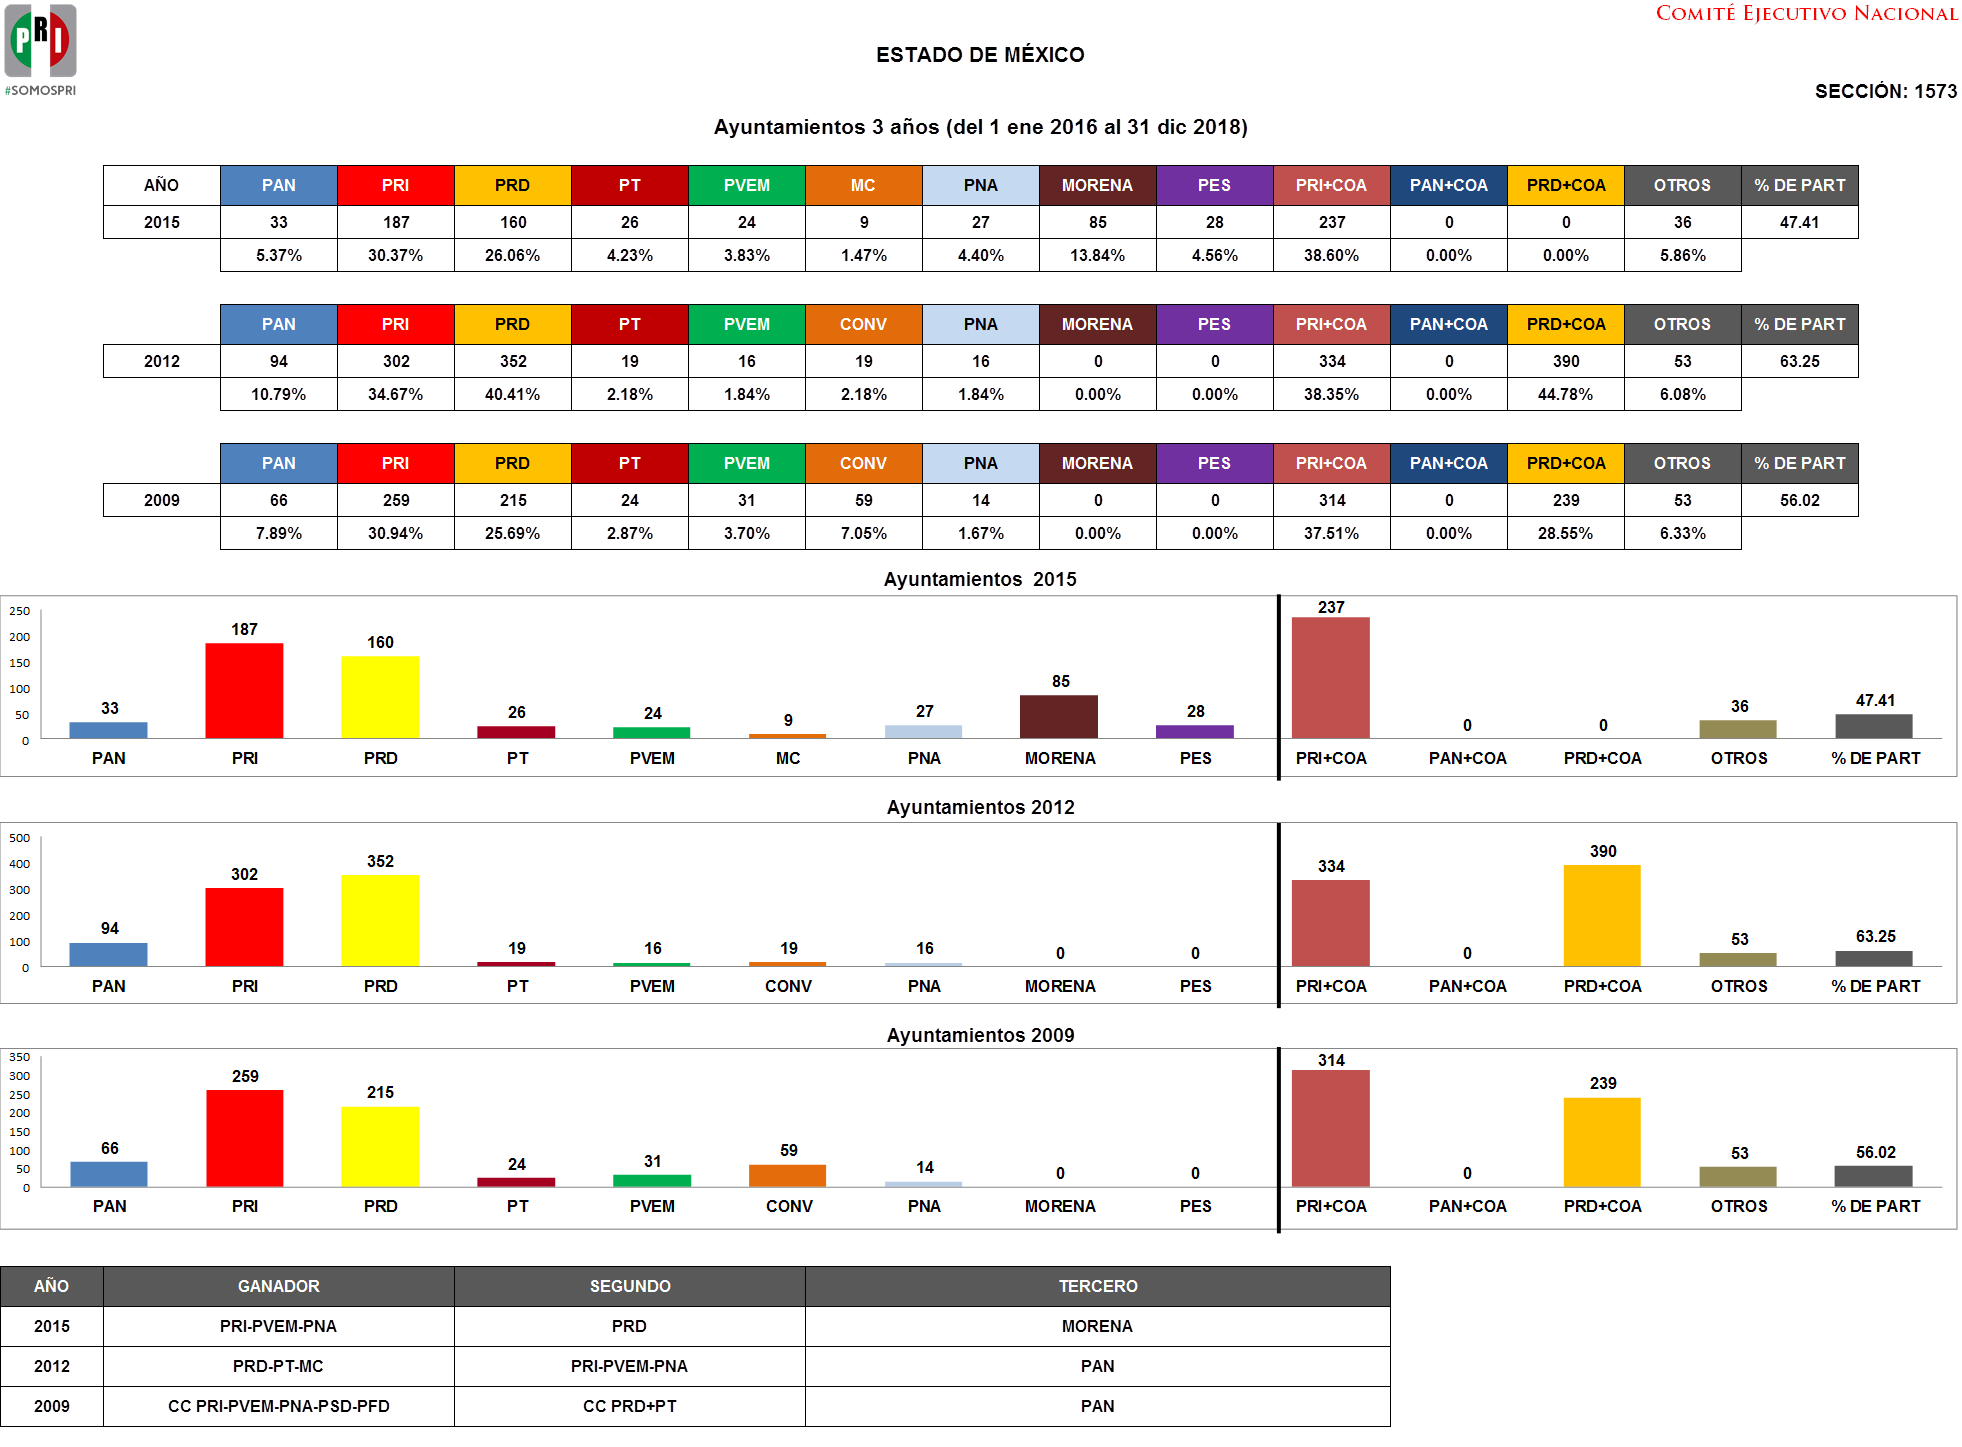 PRI
#SOMOSPRI
COMITÉ EJECUTIVO NACIONAL
ESTADO DE MÉXICO
SECCIÓN: 1573
Ayuntamientos 3 años (del 1 ene 2016 al 31 dic 2018)
AÑO PAN PRI PRD PT PVEM MC PNA MORENA PES PRI+COA PAN+COA PRD+COA OTROS % DE PART
2015 33 187 160 26 24 9 27 85 28 237 0 0 36 47.41
5.37% 30.37% 26.06% 4.23% 3.83% 1.47% 4.40% 13.84% 4.56% 38.60% 0.00% 0.00% 5.86%
PAN PRI PRD PT PVEM CONV PNA MORENA PES PRI+COA PAN+COA PRD+COA OTROS % DE PART
2012 94 302 352 19 16 19 16 0 0 334 0 390 53 63.25
10.79% 34.67% 40.41% 2.18% 1.84% 2.18% 1.84% 0.00% 0.00% 38.35% 0.00% 44.78% 6.08%
PAN PRI PRD PT PVEM CONV PNA MORENA PES PRI+COA PAN+COA PRD+COA OTROS % DE PART
2009 66 259 215 24 31 59 14 0 0 314 0 239 53 56.02
7.89% 30.94% 25.69% 2.87% 3.70% 7.05% 1.67% 0.00% 0.00% 37.51% 0.00% 28.55% 6.33%
Ayuntamientos 2015
250
200
150
100
50
0
33 187 160 26 24 9 27 85 28 237 0 0 36 47.41
PAN PRI PRD PT PVEM MC PNA MORENA PES PRI+COA PAN+COA PRD+COA OTROS % DE PART
Ayuntamientos 2012
500
400
300
200
100
0
94 302 352 19 16 19 16 0 0 334 0 390 53 63.25
PAN PRI PRD PT PVEM CONV PNA MORENA PES PRI+COA PAN+COA PRD+COA OTROS % DE PART
Ayuntamientos 2009
350
300
250
200
150
100
50
0
66 259 215 24 31 59 14 0 0 314 0 239 53 56.02
PAN PRI PRD PT PVEM CONV PNA MORENA PES PRI+COA PAN+COA PRD+COA OTROS % DE PART
AÑO GANADOR SEGUNDO TERCERO
2015 PRI-PVEM-PNA PRD MORENA
2012 PRD-PT-MC PRI-PVEM-PNA PAN
2009 CC PRI-PVEM-PNA-PSD-PFD CC PRD+PT PAN